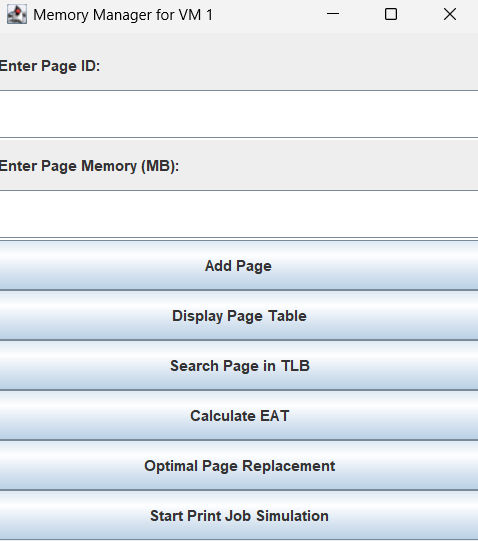 Memory Manager for VM 1
Enter Page ID:
Enter Page Memory (MB):
Add Page
Display Page Table
Search Page in TLB
Calculate EAT
Optimal Page Replacement
Start Print Job Simulation